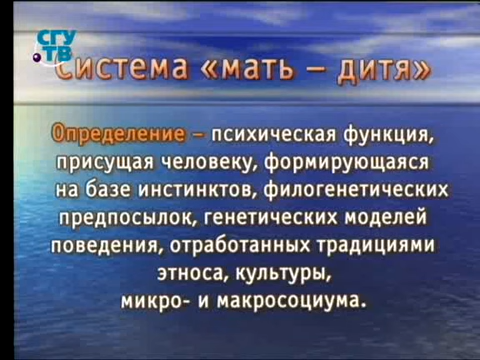 СГУ
ТВ
Система «мать – дитя»
Определение – психическая функция,
присущая человеку, формирующаяся
на базе инстинктов, филогенетических
предпосылок, генетических моделей
поведения, отработанных традициями
этноса, культуры,
микро- и макросоциума.